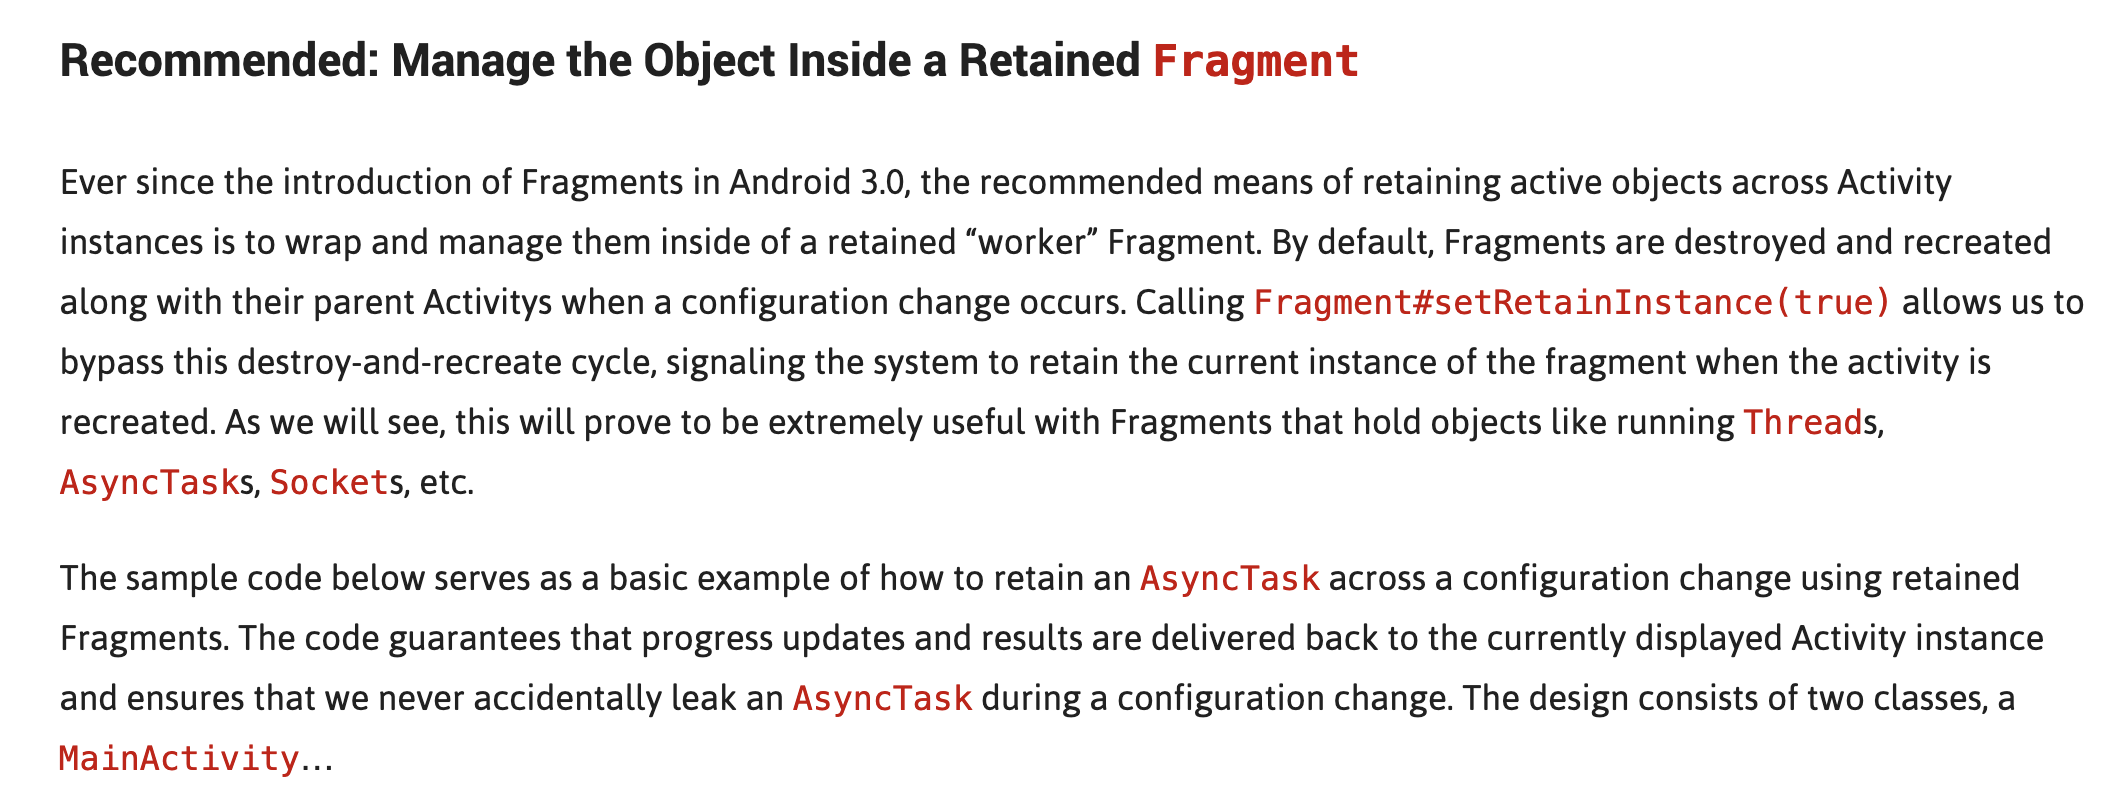 Recommended: Manage the Object Inside a Retained Fragment
Ever since the introduction of Fragments in Android 3.0, the recommended means of retaining active objects across Activity
instances is to wrap and manage them inside of a retained “worker” Fragment. By default, Fragments are destroyed and recreated
along with their parent Activitys when a configuration change occurs. Calling Fragment#setRetainInstance(true) allows us to
bypass this destroy-and-recreate cycle, signaling the system to retain the current instance of the fragment when the activity is
recreated. As we will see, this will prove to be extremely useful with Fragments that hold objects like running Threads,
AsyncTasks, Sockets, etc.
The sample code below serves as a basic example of how to retain an AsyncTask across a configuration change using retained
Fragments. The code guarantees that progress updates and results are delivered back to the currently displayed Activity instance
and ensures that we never accidentally leak an AsyncTask during a configuration change. The design consists of two classes, a
MainActivity…